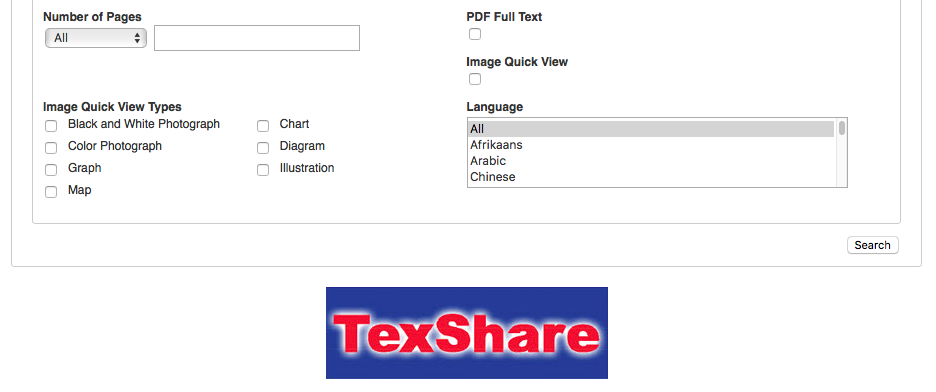 Number of Pages
All
PDF Full Text
Image Quick View
Image Quick View Types
Black and White Photograph
Chart
Color Photograph
Diagram
Graph
Illustration
Map
Language
All
Afrikaans
Arabic
Chinese
Search
TexShare